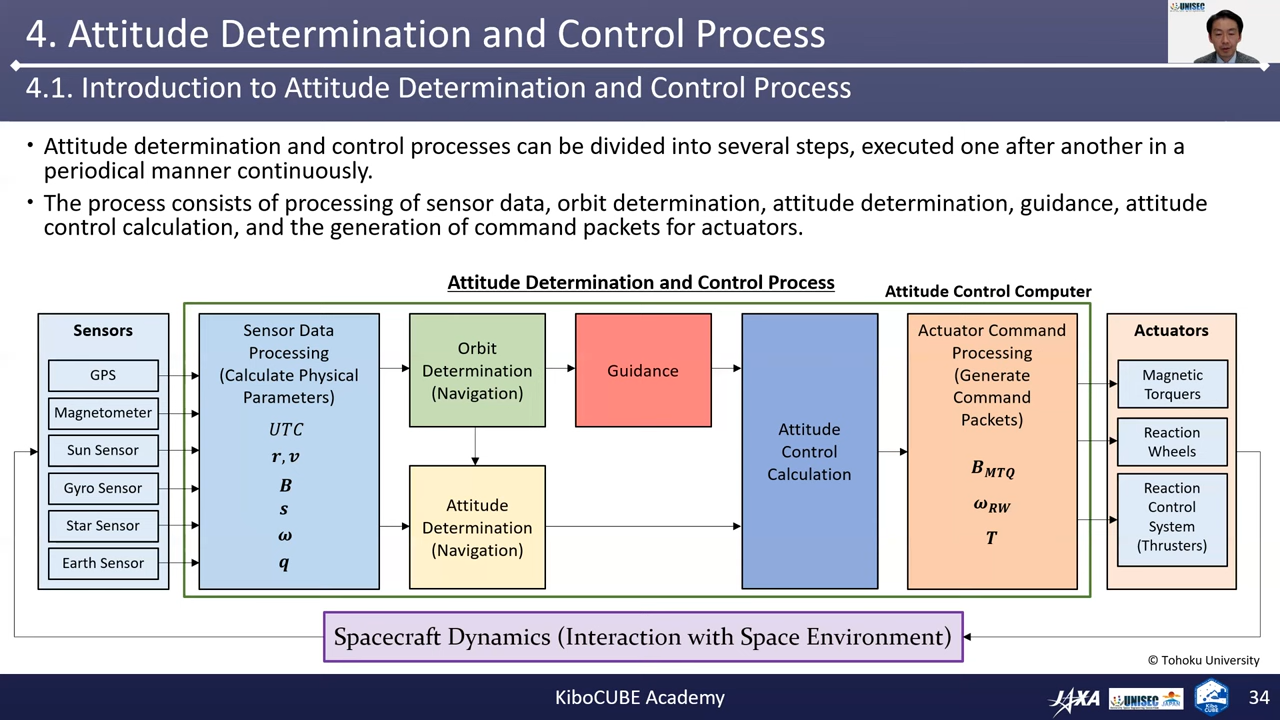 4. Attitude Determination and Control Process
UNISEC
4.1. Introduction to Attitude Determination and Control Process
• Attitude determination and control processes can be divided into several steps, executed one after another in a
periodical manner continuously.
• The process consists of processing of sensor data, orbit determination, attitude determination, guidance, attitude
control calculation, and the generation of command packets for actuators.
Attitude Determination and Control Process
Attitude Control Computer
Sensors
GPS
Magnetometer
Sun Sensor
Gyro Sensor
Star Sensor
Earth Sensor
Sensor Data
Processing
(Calculate Physical
Parameters)
UTC
r, v
B
s
ω
q
Orbit
Determination
(Navigation)
Attitude
Determination
(Navigation)
Guidance
Attitude
Control
Calculation
Actuator Command
Processing
(Generate
Command
Packets)
B_MTQ
ω_RW
T
Actuators
Magnetic
Torquers
Reaction
Wheels
Reaction
Control
System
(Thrusters)
Spacecraft Dynamics (Interaction with Space Environment)
© Tohoku University
KiboCUBE Academy
JAXA
UNISEC
JAPAN
Kibo
CUBE
34